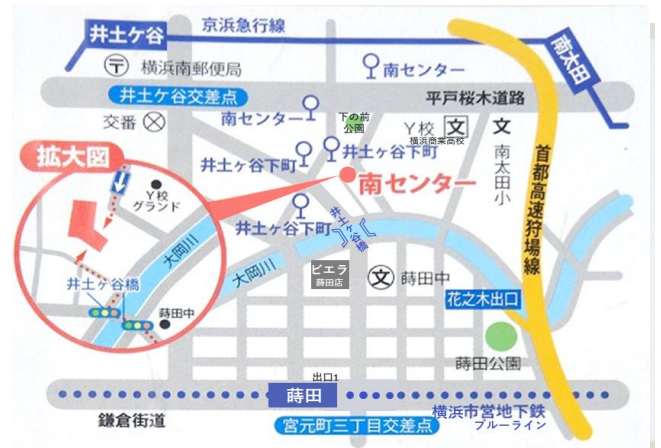 井土ケ谷
京浜急行線
南太田
横浜南郵便局
南センター
井土ケ谷交差点
平戸桜木道路
交番
南センター
下の前
公園
Y校
文
横浜商業高校
文
南太田小
拡大図
井土ケ谷下町
井土ケ谷下町
南センター
首都高速狩場線
Y校
グランド
井土ケ谷下町
井土ケ谷橋
大岡川
大岡川
ビエラ
蒔田店
文
蒔田中
井土ケ谷橋
花之木出口
蒔田中
蒔田公園
出口1
蒔田
横浜市営地下鉄
ブルーライン
鎌倉街道
宮元町三丁目交差点